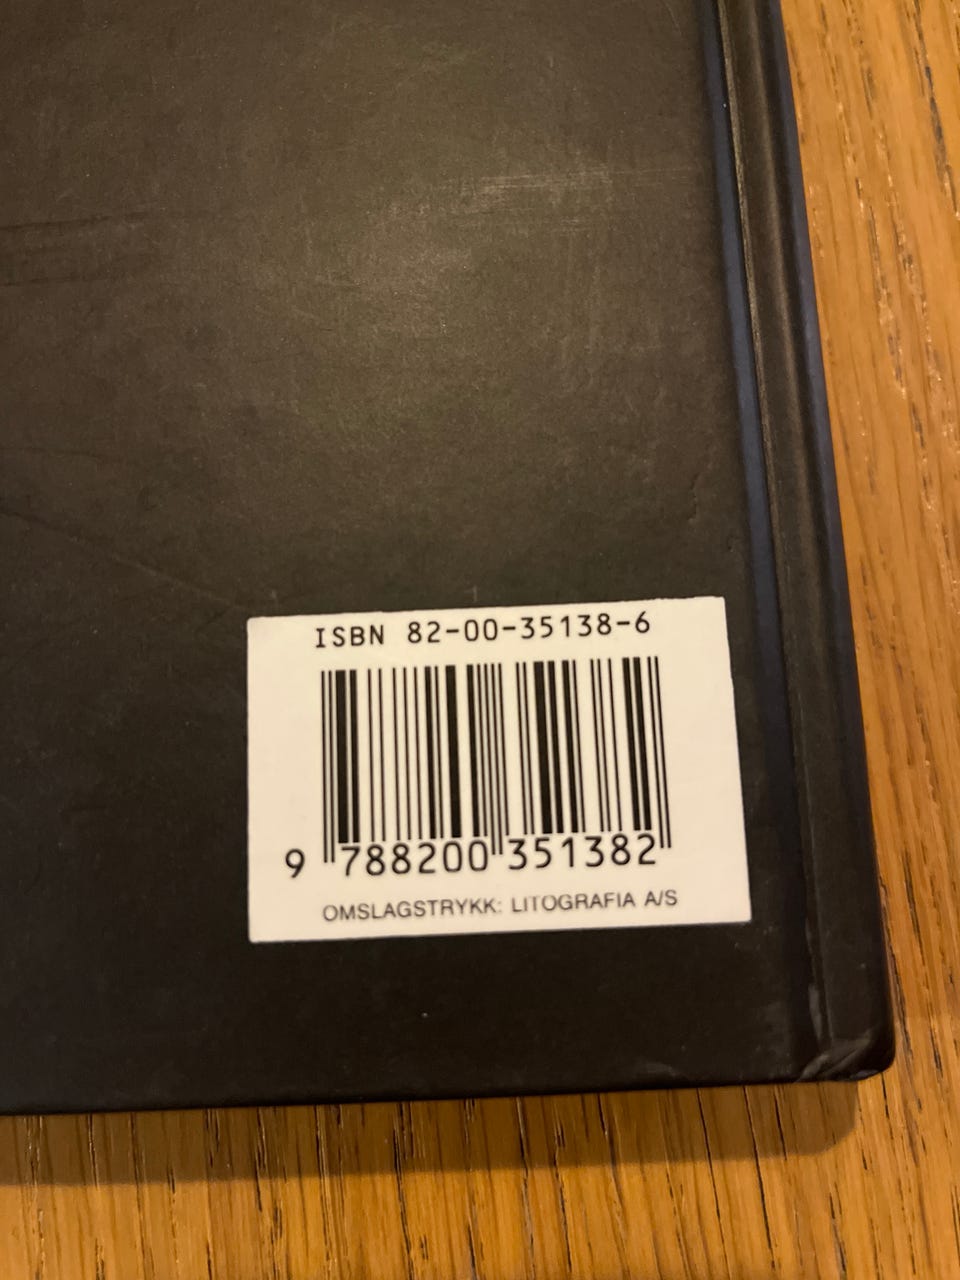 ISBN 82-00-35138-6
9 788200 351382
OMSLAGSTRYKK: LITOGRAFIA A/S